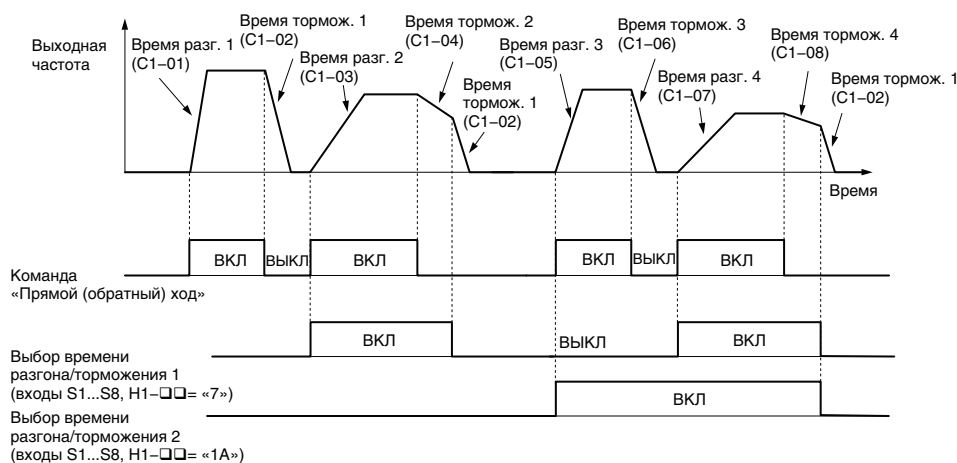 Выходная
частота
Время разг. 1
(C1–01)
Время тормож. 1
(C1–02)
Время разг. 2
(C1–03)
Время тормож. 2
(C1–04)
Время
тормож. 1
(C1–02)
Время разг. 3
(C1–05)
Время тормож. 3
(C1–06)
Время разг. 4
(C1–07)
Время тормож. 4
(C1–08)
Время тормож. 1
(C1–02)
Время
Команда
«Прямой (обратный) ход»
ВКЛ
ВЫКЛ
ВКЛ
ВКЛ
ВЫКЛ
ВКЛ
Выбор времени
разгона/торможения 1
(входы S1...S8, H1–❑❑= «7»)
ВКЛ
ВЫКЛ
ВКЛ
Выбор времени
разгона/торможения 2
(входы S1...S8, H1–❑❑= «1A»)
ВКЛ